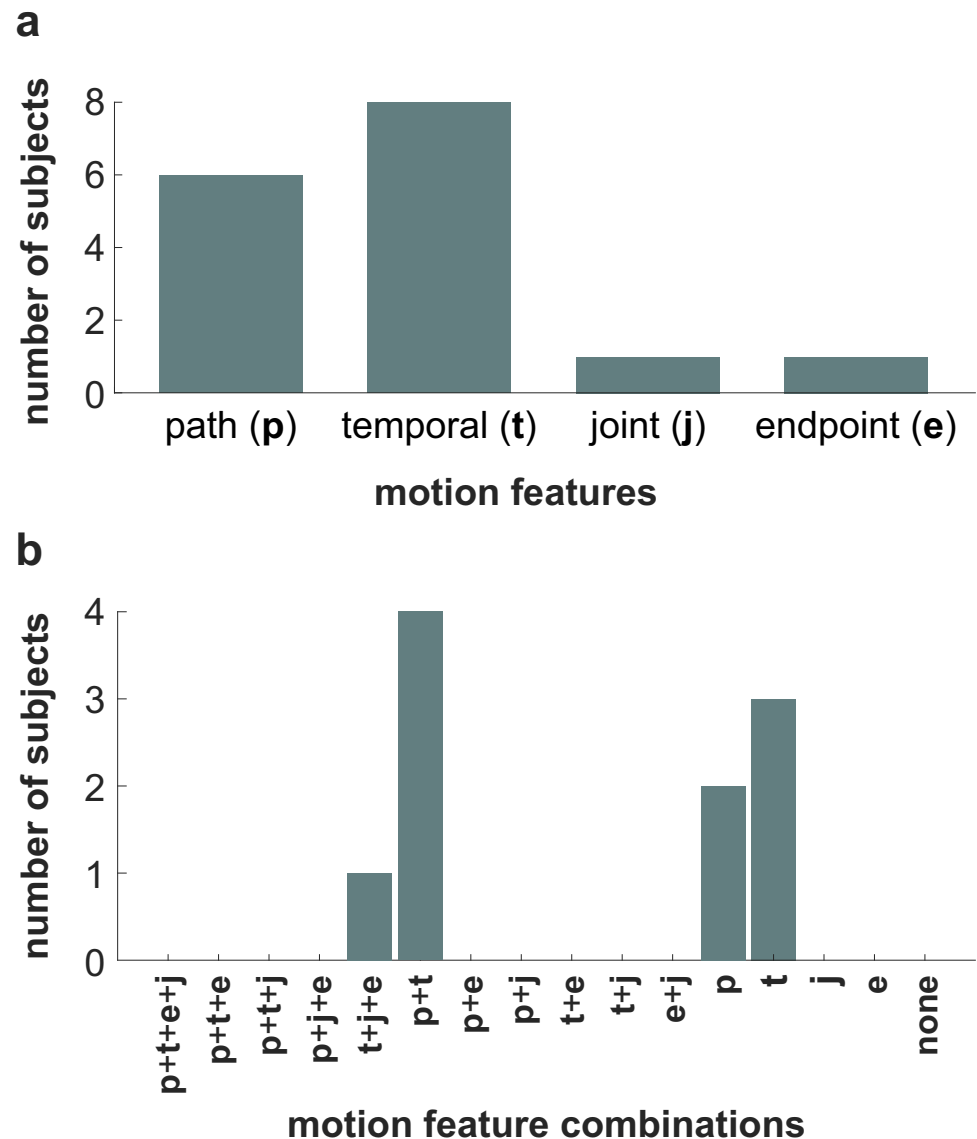 a
number of subjects
8
6
4
2
0
path (p) temporal (t) joint (j) endpoint (e)
motion features
b
number of subjects
4
3
2
1
0
p+t+e+j
p+t+e
p+t+j
p+j+e
t+j+e
p+t
p+e
p+j
t+e
t+j
e+j
p
t
j
e
none
motion feature combinations